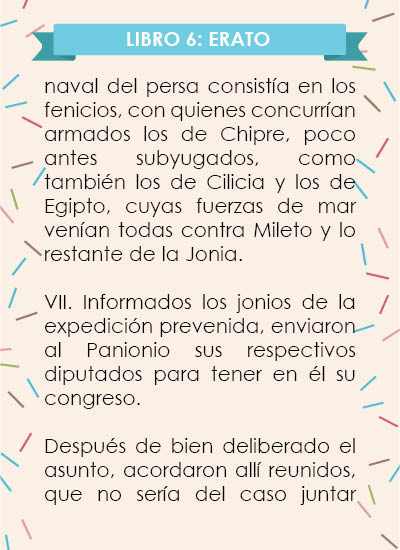 LIBRO 6: ERATO
naval del persa consistía en los
fenicios, con quienes concurrían
armados los de Chipre, poco
antes subyugados, como
también los de Cilicia y los de
Egipto, cuyas fuerzas de mar
venían todas contra Mileto y lo
restante de la Jonia.
VII. Informados los jonios de la
expedición prevenida, enviaron
al Panionio sus respectivos
diputados para tener en él su
congreso.
Después de bien deliberado el
asunto, acordaron allí reunidos,
que no sería del caso juntar